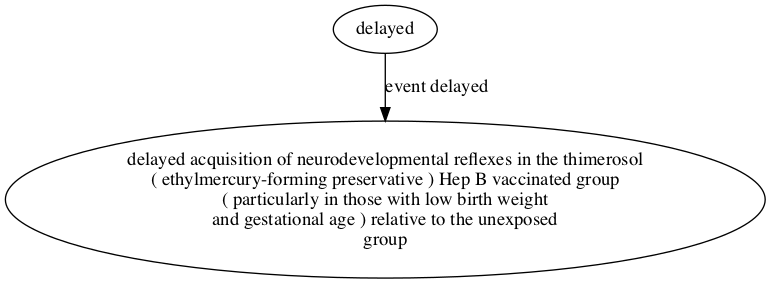 delayed
event delayed
delayed acquisition of neurodevelopmental reflexes in the thimerosol
( ethylmercury-forming preservative ) Hep B vaccinated group
( particularly in those with low birth weight
and gestational age ) relative to the unexposed
group